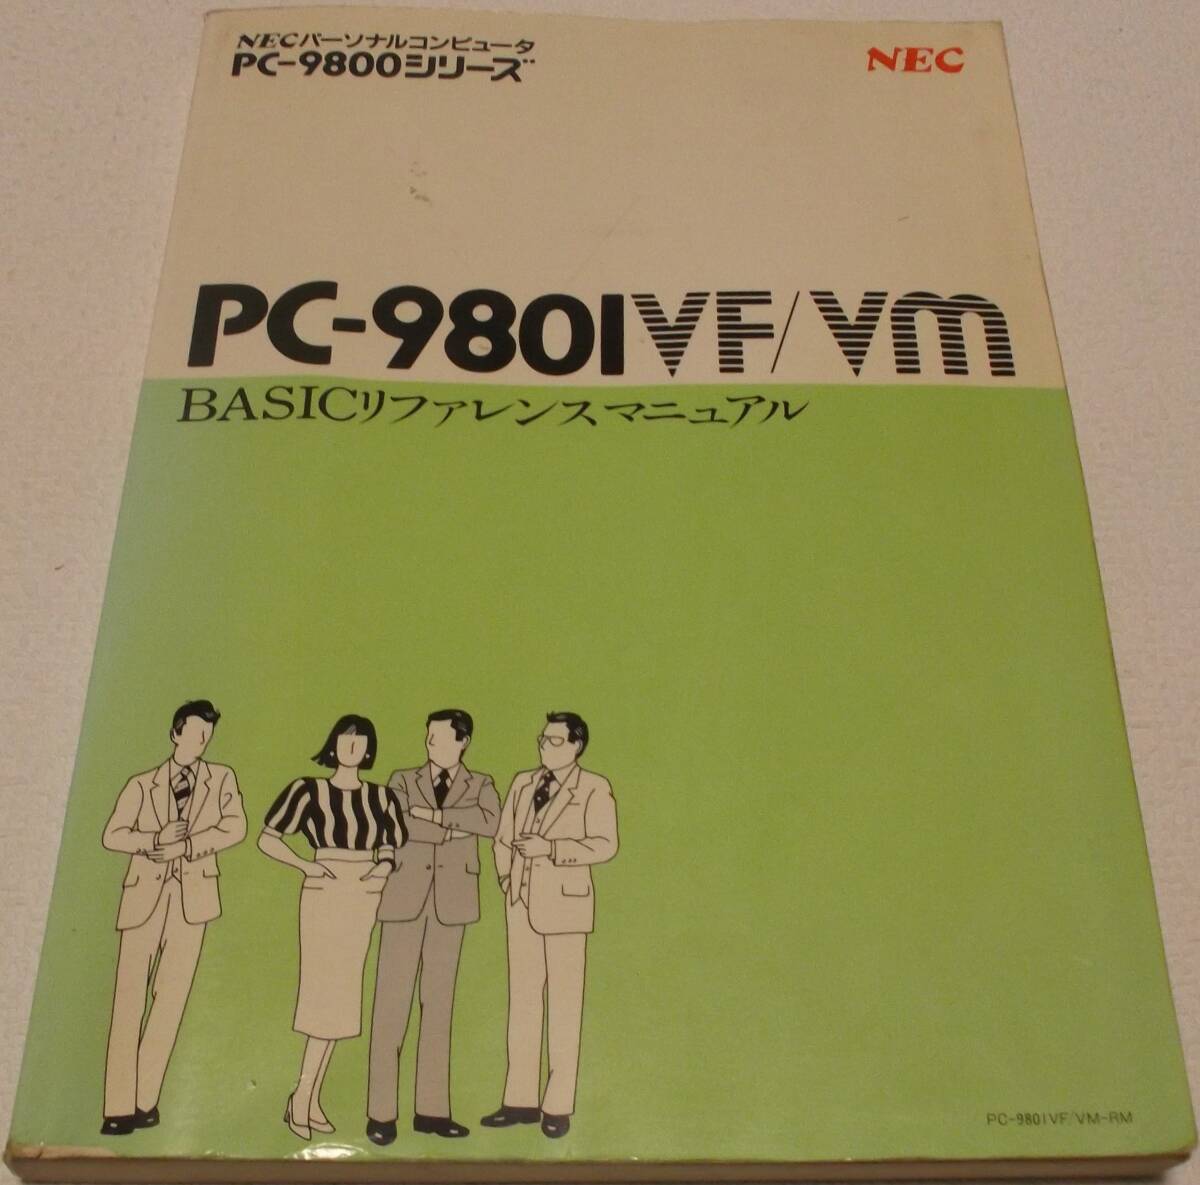 NECパーソナルコンピュータ
PC-9800シリーズ
NEC
PC-9801VF/VM
BASICリファレンスマニュアル
PC-9801VF/VM-RM